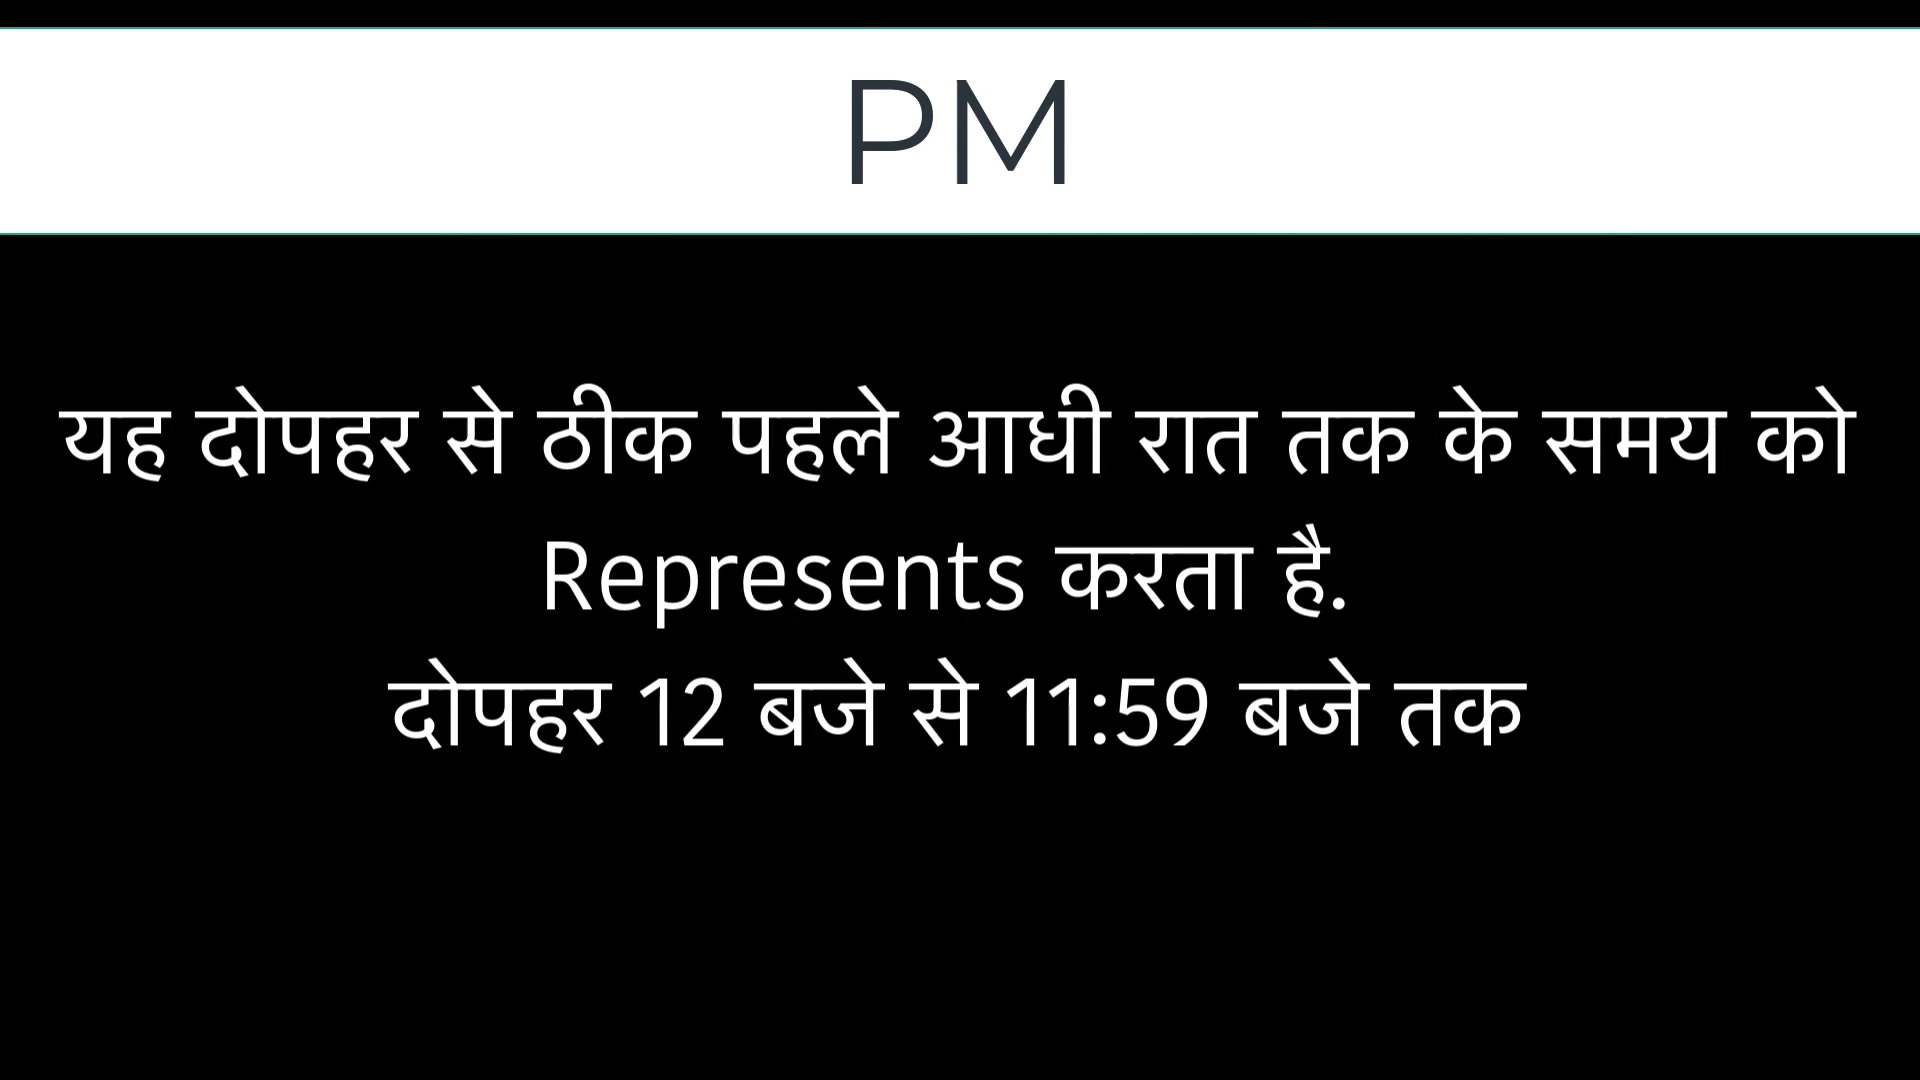 PM
यह दोपहर से ठीक पहले आधी रात तक के समय को
Represents करता है.
दोपहर 12 बजे से 11:59 बजे तक